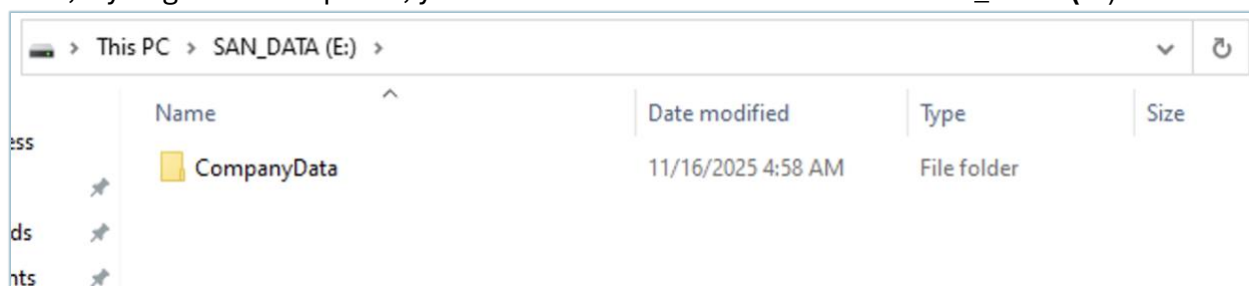 This PC > SAN_DATA (E:) >
Name Date modified Type Size
ess
CompanyData 11/16/2025 4:58 AM File folder
ds
nts